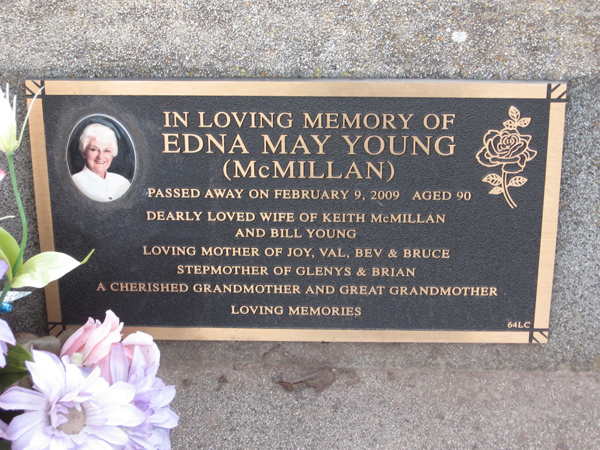 IN LOVING MEMORY OF
EDNA MAY YOUNG
(McMILLAN)
PASSED AWAY ON FEBRUARY 9, 2009 AGED 90
DEARLY LOVED WIFE OF KEITH McMILLAN
AND BILL YOUNG
LOVING MOTHER OF JOY, VAL, BEV & BRUCE
STEPMOTHER OF GLENYS & BRIAN
A CHERISHED GRANDMOTHER AND GREAT GRANDMOTHER
LOVING MEMORIES
64LC